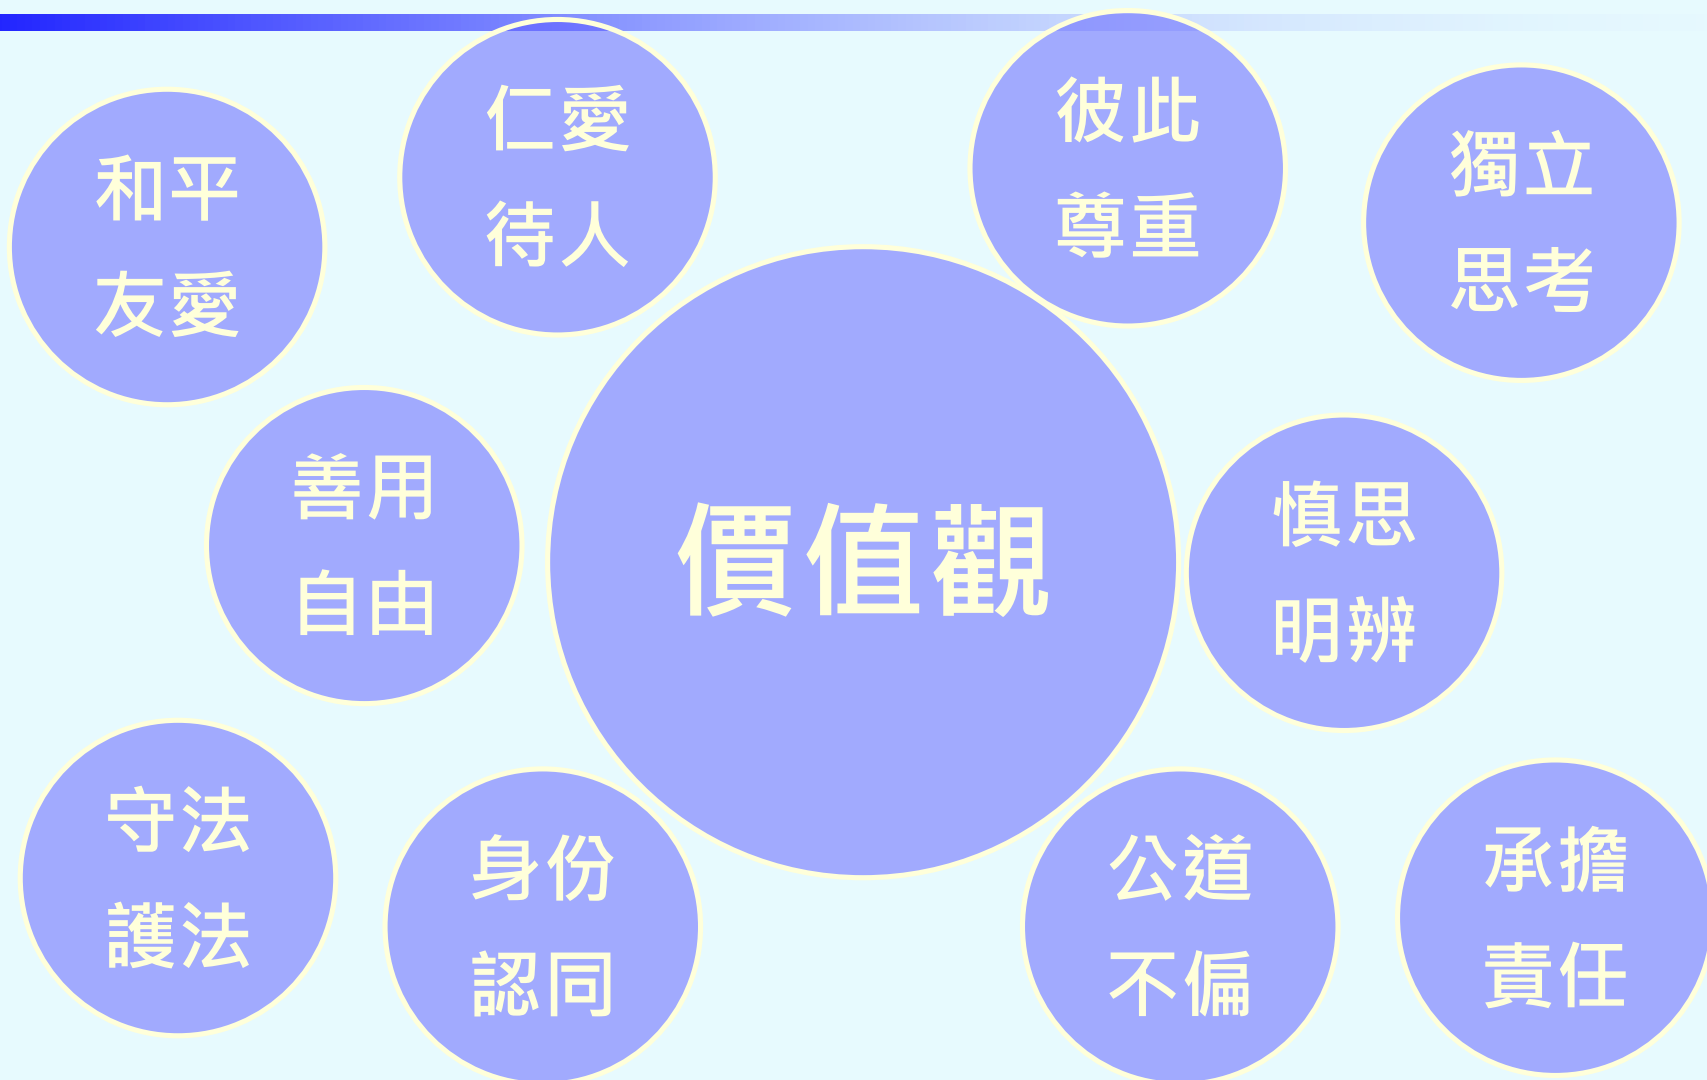 和平
友愛
仁愛
待人
彼此
尊重
獨立
思考
善用
自由
價值觀
慎思
明辨
守法
護法
身份
認同
公道
不偏
承擔
責任